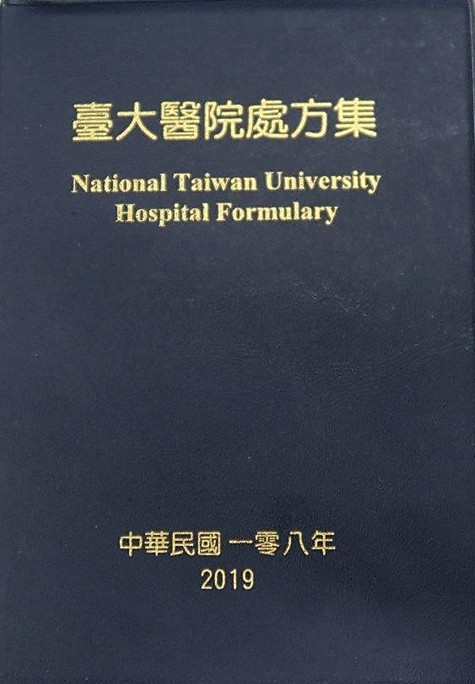 臺大醫院處方集
National Taiwan University
Hospital Formulary
中華民國一零八年
2019